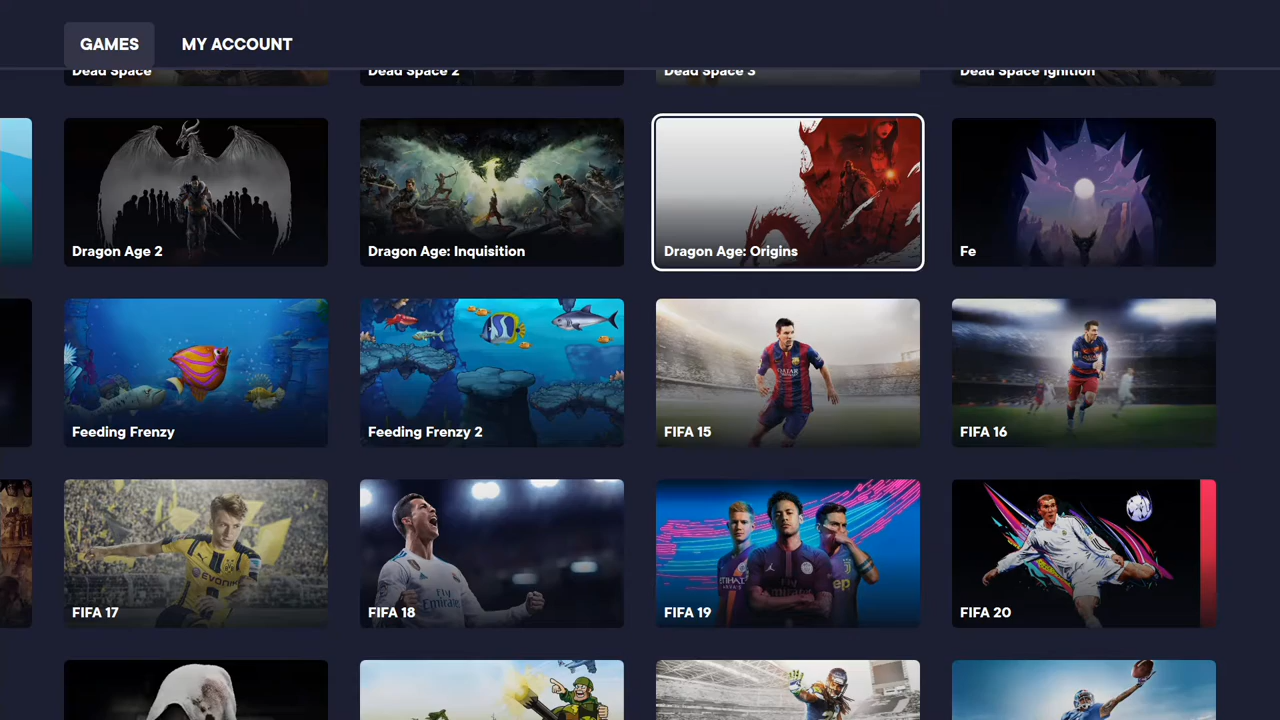 GAMES
MY ACCOUNT
Dead Space
Dead Space 2
Dead Space 3
Dead Space Ignition
Dragon Age 2
Dragon Age: Inquisition
Dragon Age: Origins
Fe
Feeding Frenzy
Feeding Frenzy 2
FIFA 15
FIFA 16
FIFA 17
FIFA 18
FIFA 19
FIFA 20